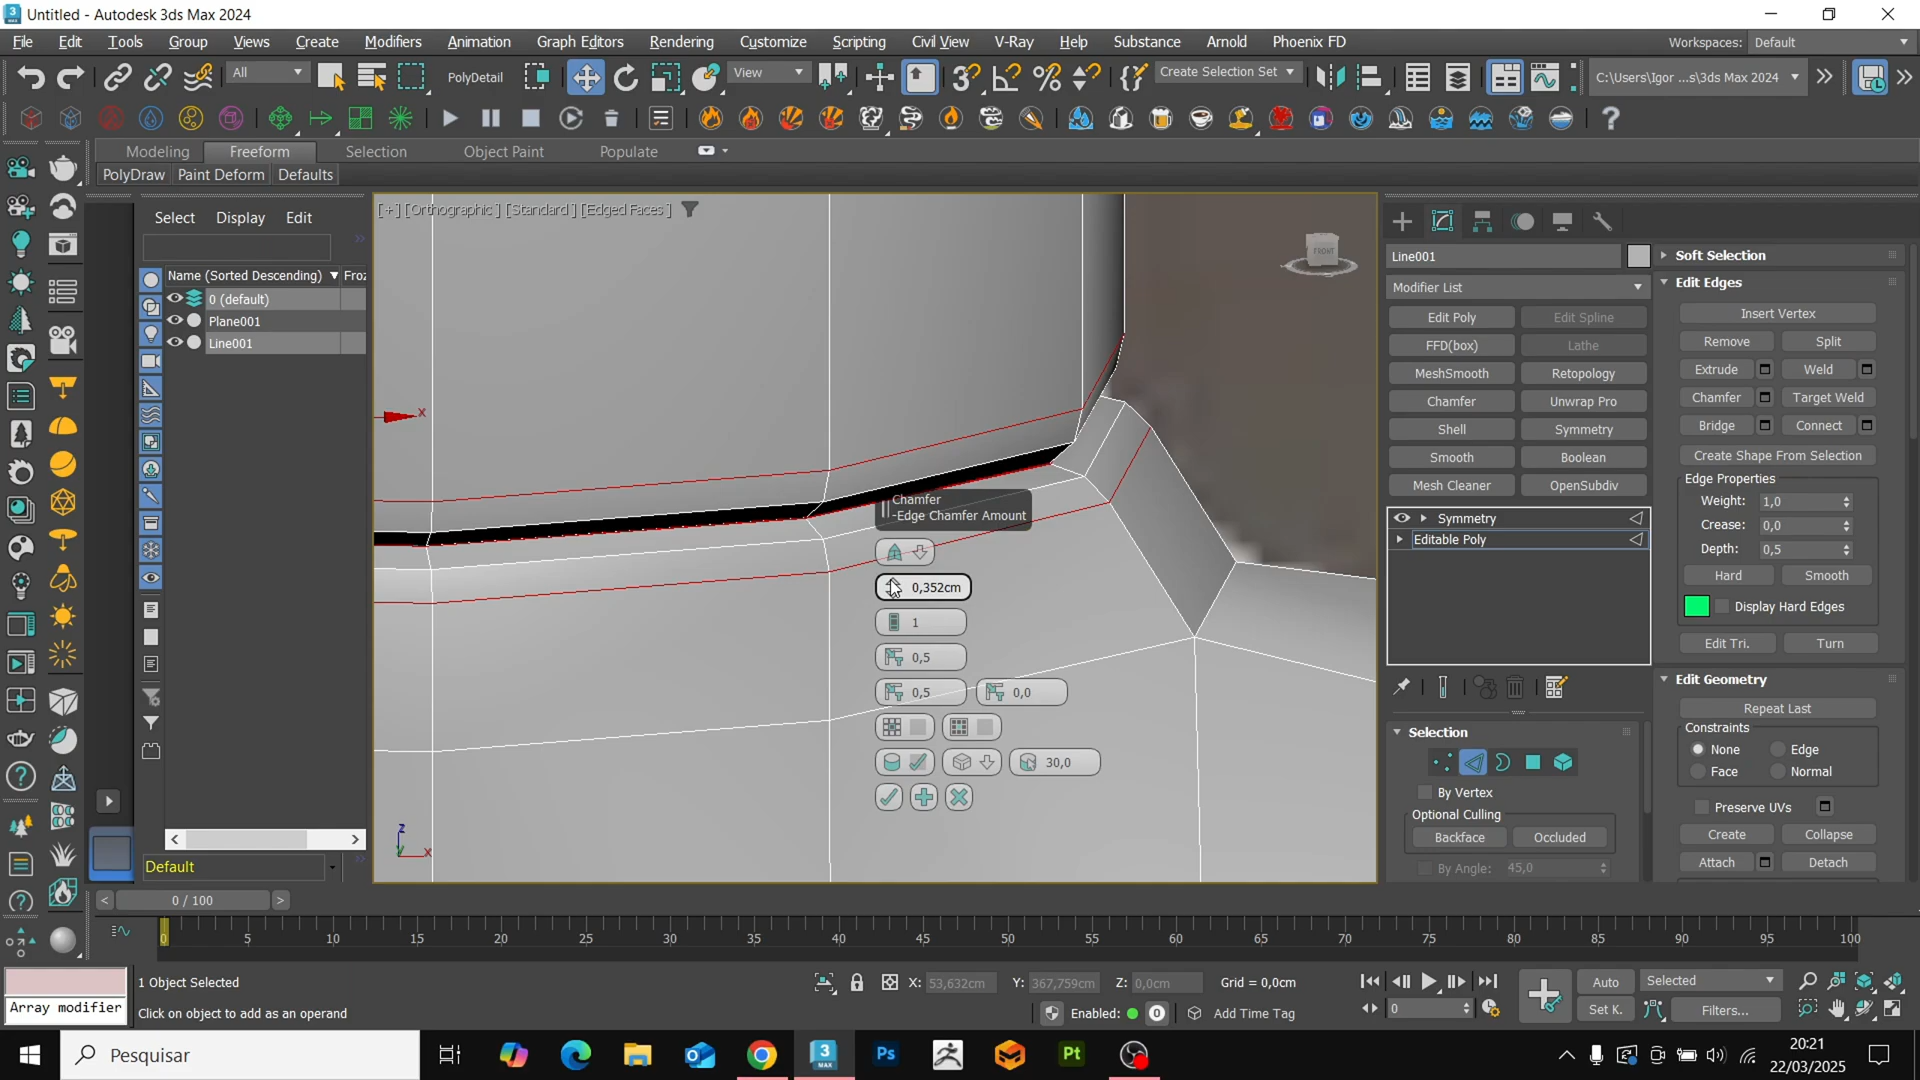 Untitled - Autodesk 3ds Max 2024
File Edit Tools Group Views Create Modifiers Animation Graph Editors Rendering Customize Scripting Civil View V-Ray Help Substance Arnold Phoenix FD
Workspaces: Default
All PolyDetail View Create Selection Set C:\Users\Igor ...s\3ds Max 2024
Modeling Freeform Selection Object Paint Populate
PolyDraw Paint Deform Defaults
Select Display Edit
Name (Sorted Descending) Froz
0 (default)
Plane001
Line001
Default
[+] [Orthographic] [Standard] [Edged Faces]
FRONT
x
Chamfer
-Edge Chamfer Amount
0,352cm
1
0,5
0,5 0,0
30,0
z
x
Line001
Modifier List
Edit Poly Edit Spline
FFD(box) Lathe
MeshSmooth Retopology
Chamfer Unwrap Pro
Shell Symmetry
Smooth Boolean
Mesh Cleaner OpenSubdiv
Symmetry
Editable Poly
Selection
By Vertex
Optional Culling
Backface Occluded
By Angle: 45,0
Soft Selection
Edit Edges
Insert Vertex
Remove Split
Extrude Weld
Chamfer Target Weld
Bridge Connect
Create Shape From Selection
Edge Properties
Weight: 1,0
Crease: 0,0
Depth: 0,5
Hard Smooth
Display Hard Edges
Edit Tri. Turn
Edit Geometry
Repeat Last
Constraints
None Edge
Face Normal
Preserve UVs
Create Collapse
Attach Detach
0 / 100
0 5 10 15 20 25 30 35 40 45 50 55 60 65 70 75 80 85 90 95 100
Array modifier
1 Object Selected
Click on object to add as an operand
X: 53,632cm Y: 367,759cm Z: 0,0cm Grid = 0,0cm
Enabled: 0 Add Time Tag
0
Auto Selected
Set K. Filters...
Pesquisar
20:21
22/03/2025